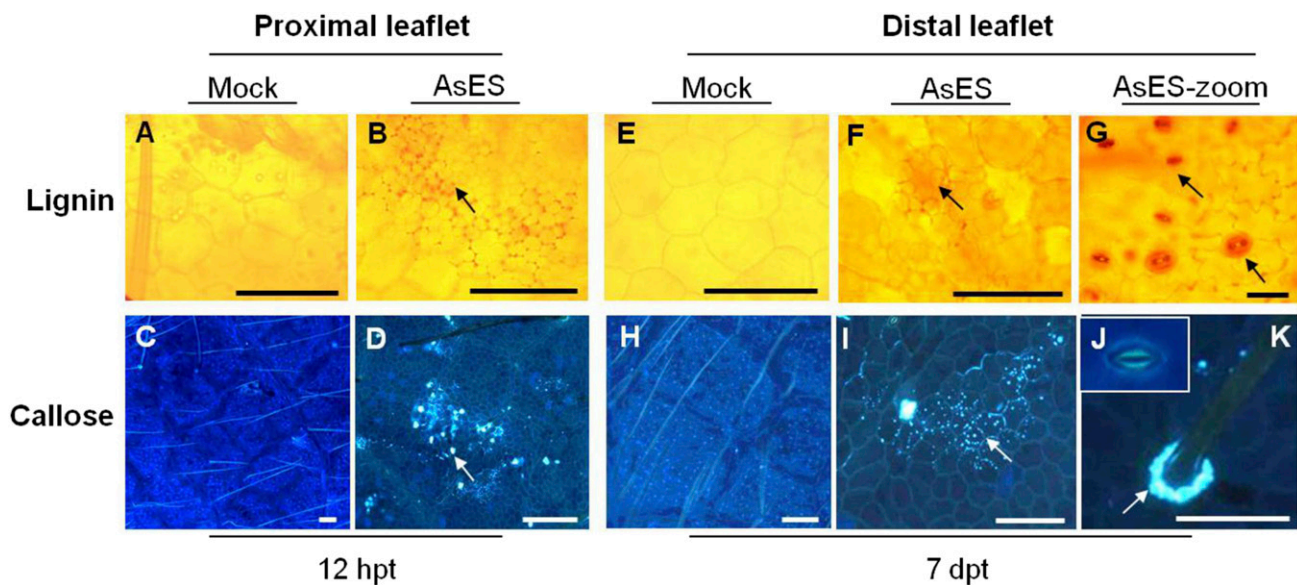 Proximal leaflet Distal leaflet
Mock AsES Mock AsES AsES-zoom
A B E F G
Lignin
C D H I J K
Callose
12 hpt 7 dpt